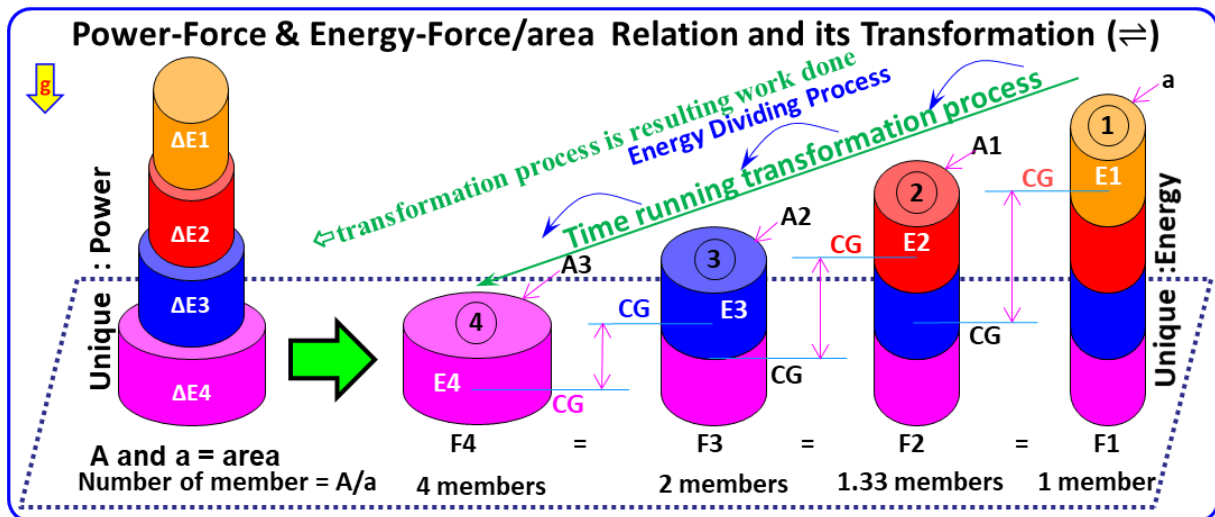 Power-Force & Energy-Force/area Relation and its Transformation (⇌)
g
⇐transformation process is resulting work done
Energy Dividing Process
Time running transformation process
Unique : Power
ΔE1
ΔE2
ΔE3
ΔE4
A3
4
E4
CG
CG
A2
3
E3
CG
CG
A1
2
E2
CG
CG
a
1
E1
Unique :Energy
F4 = F3 = F2 = F1
4 members 2 members 1.33 members 1 member
A and a = area
Number of member = A/a